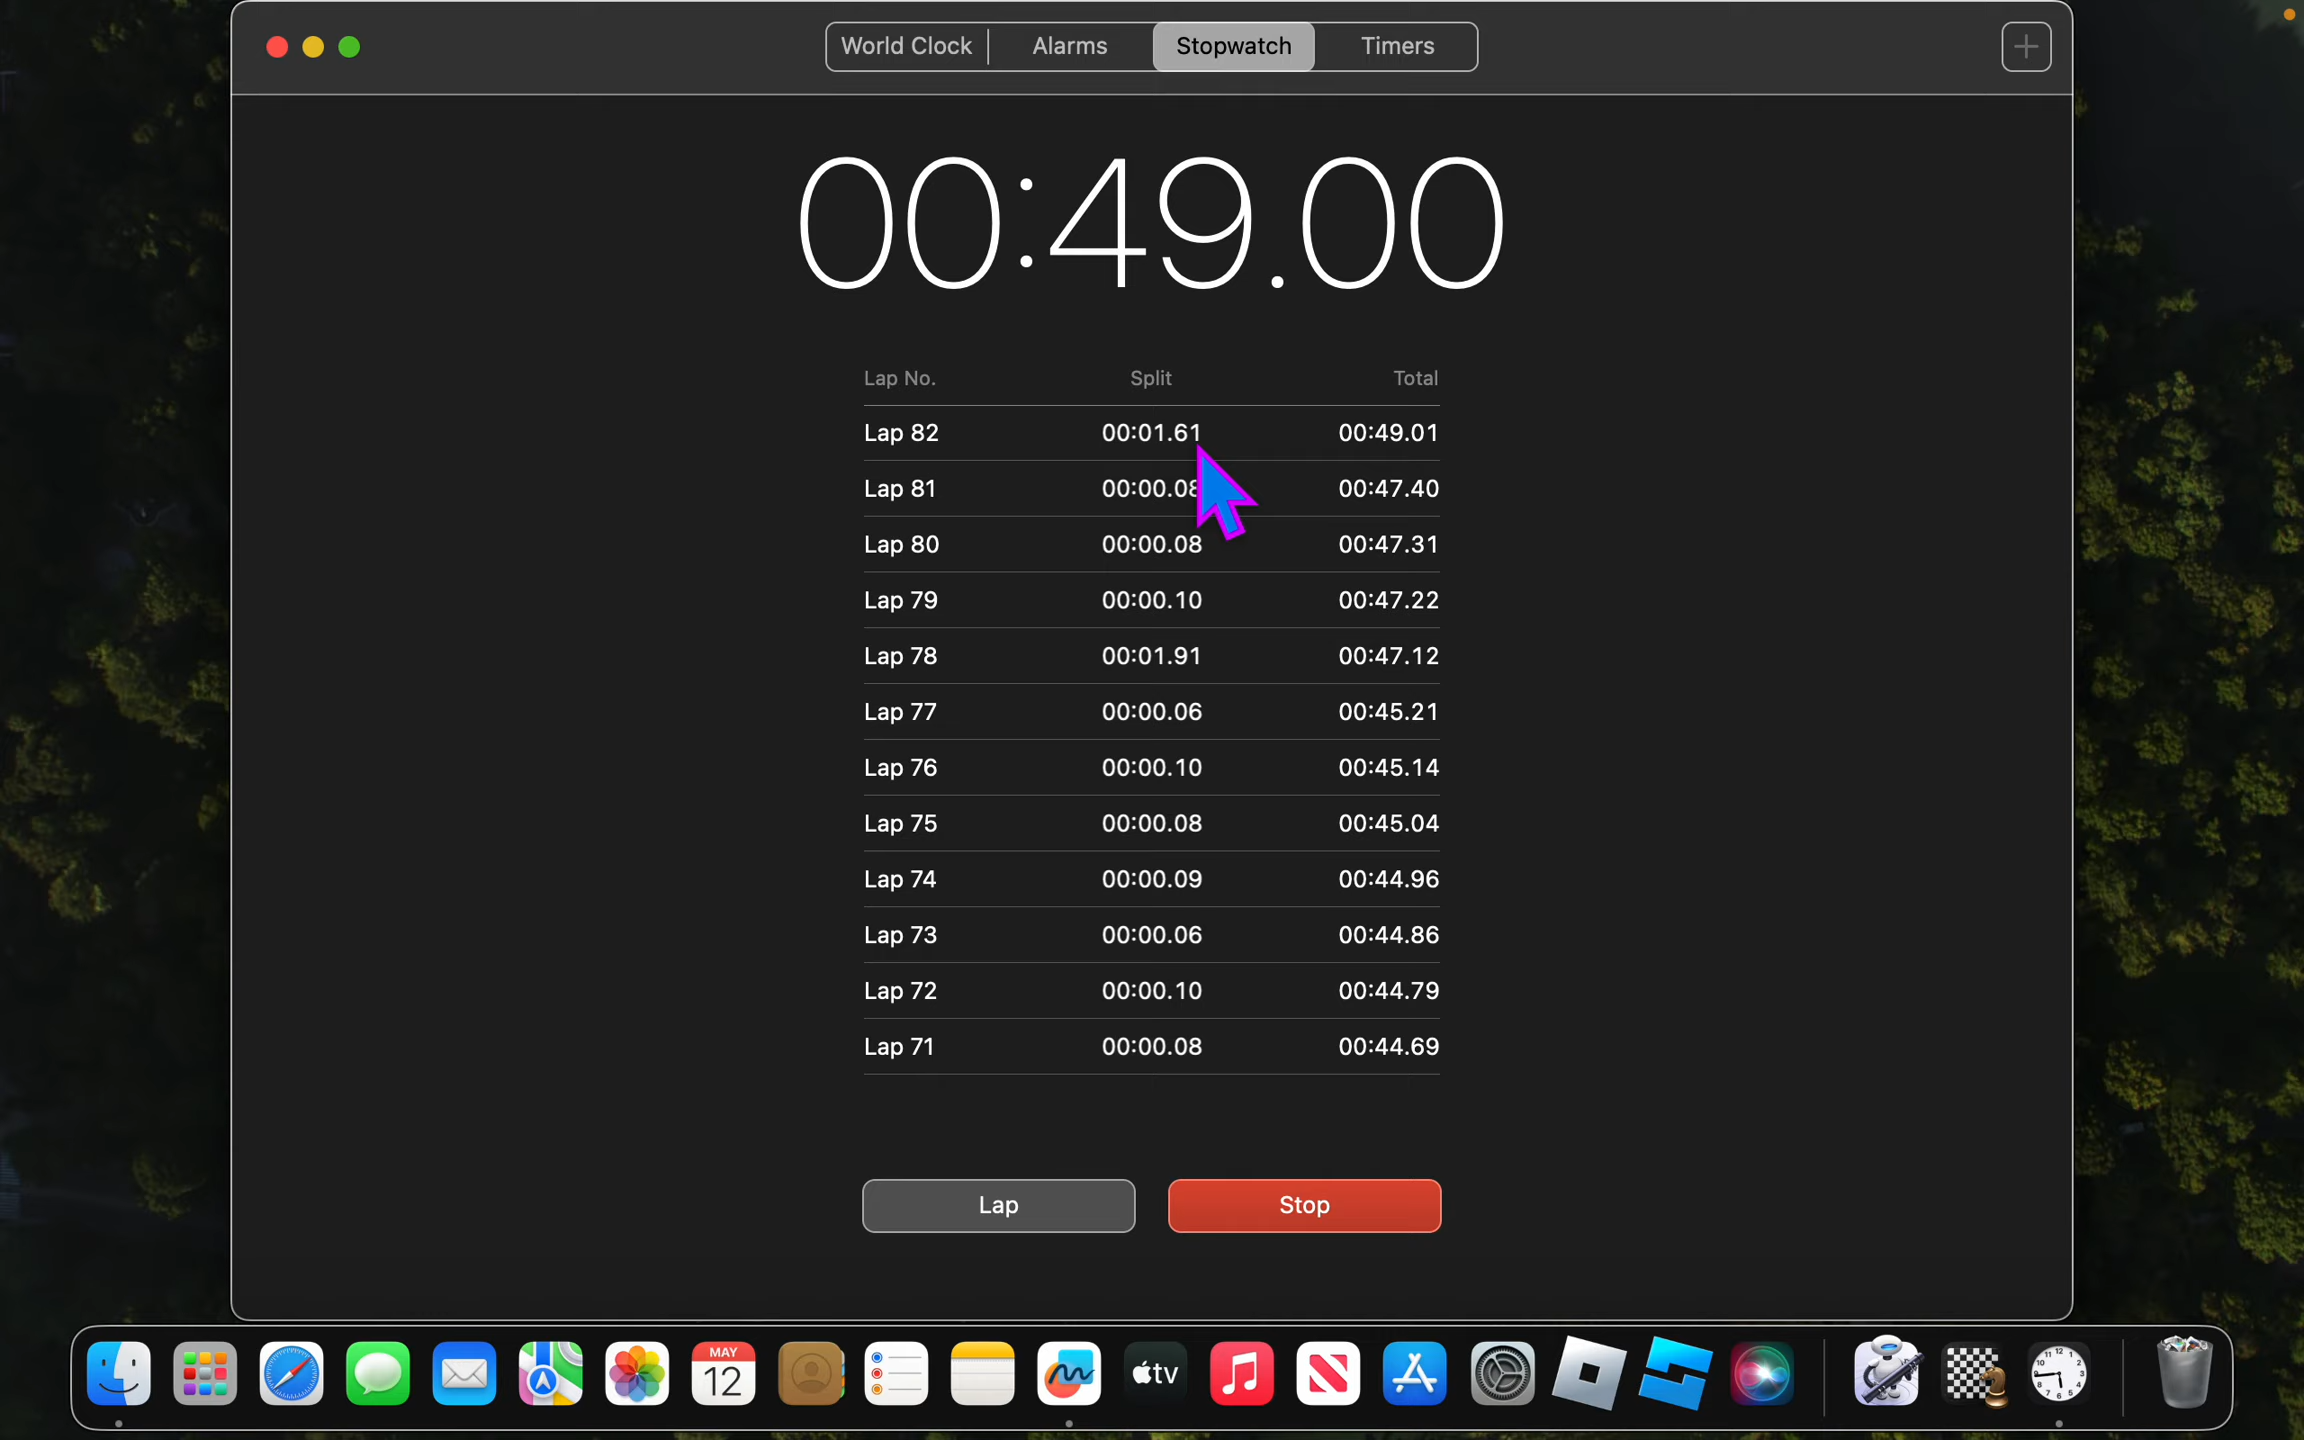 World Clock Alarms Stopwatch Timers
00:49.00
Lap No. Split Total
Lap 82 00:01.61 00:49.01
Lap 81 00:00.08 00:47.40
Lap 80 00:00.08 00:47.31
Lap 79 00:00.10 00:47.22
Lap 78 00:01.91 00:47.12
Lap 77 00:00.06 00:45.21
Lap 76 00:00.10 00:45.14
Lap 75 00:00.08 00:45.04
Lap 74 00:00.09 00:44.96
Lap 73 00:00.06 00:44.86
Lap 72 00:00.10 00:44.79
Lap 71 00:00.08 00:44.69
Lap Stop
MAY
12
tv